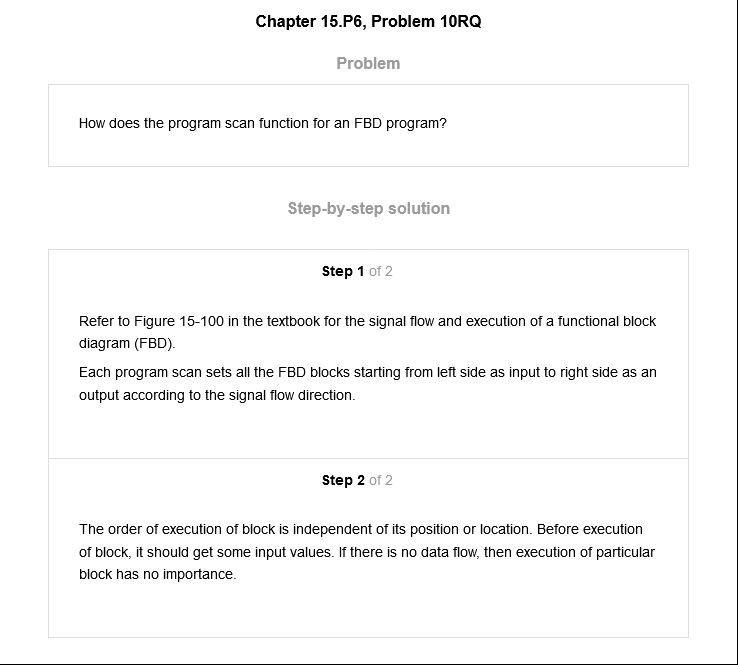 Chapter 15.P6, Problem 10RQ
Problem
How does the program scan function for an FBD program?
Step-by-step solution
Step 1 of 2
Refer to Figure 15-100 in the textbook for the signal flow and execution of a functional block
diagram (FBD).
Each program scan sets all the FBD blocks starting from left side as input to right side as an
output according to the signal flow direction.
Step 2 of 2
The order of execution of block is independent of its position or location. Before execution
of block, it should get some input values. If there is no data flow, then execution of particular
block has no importance.